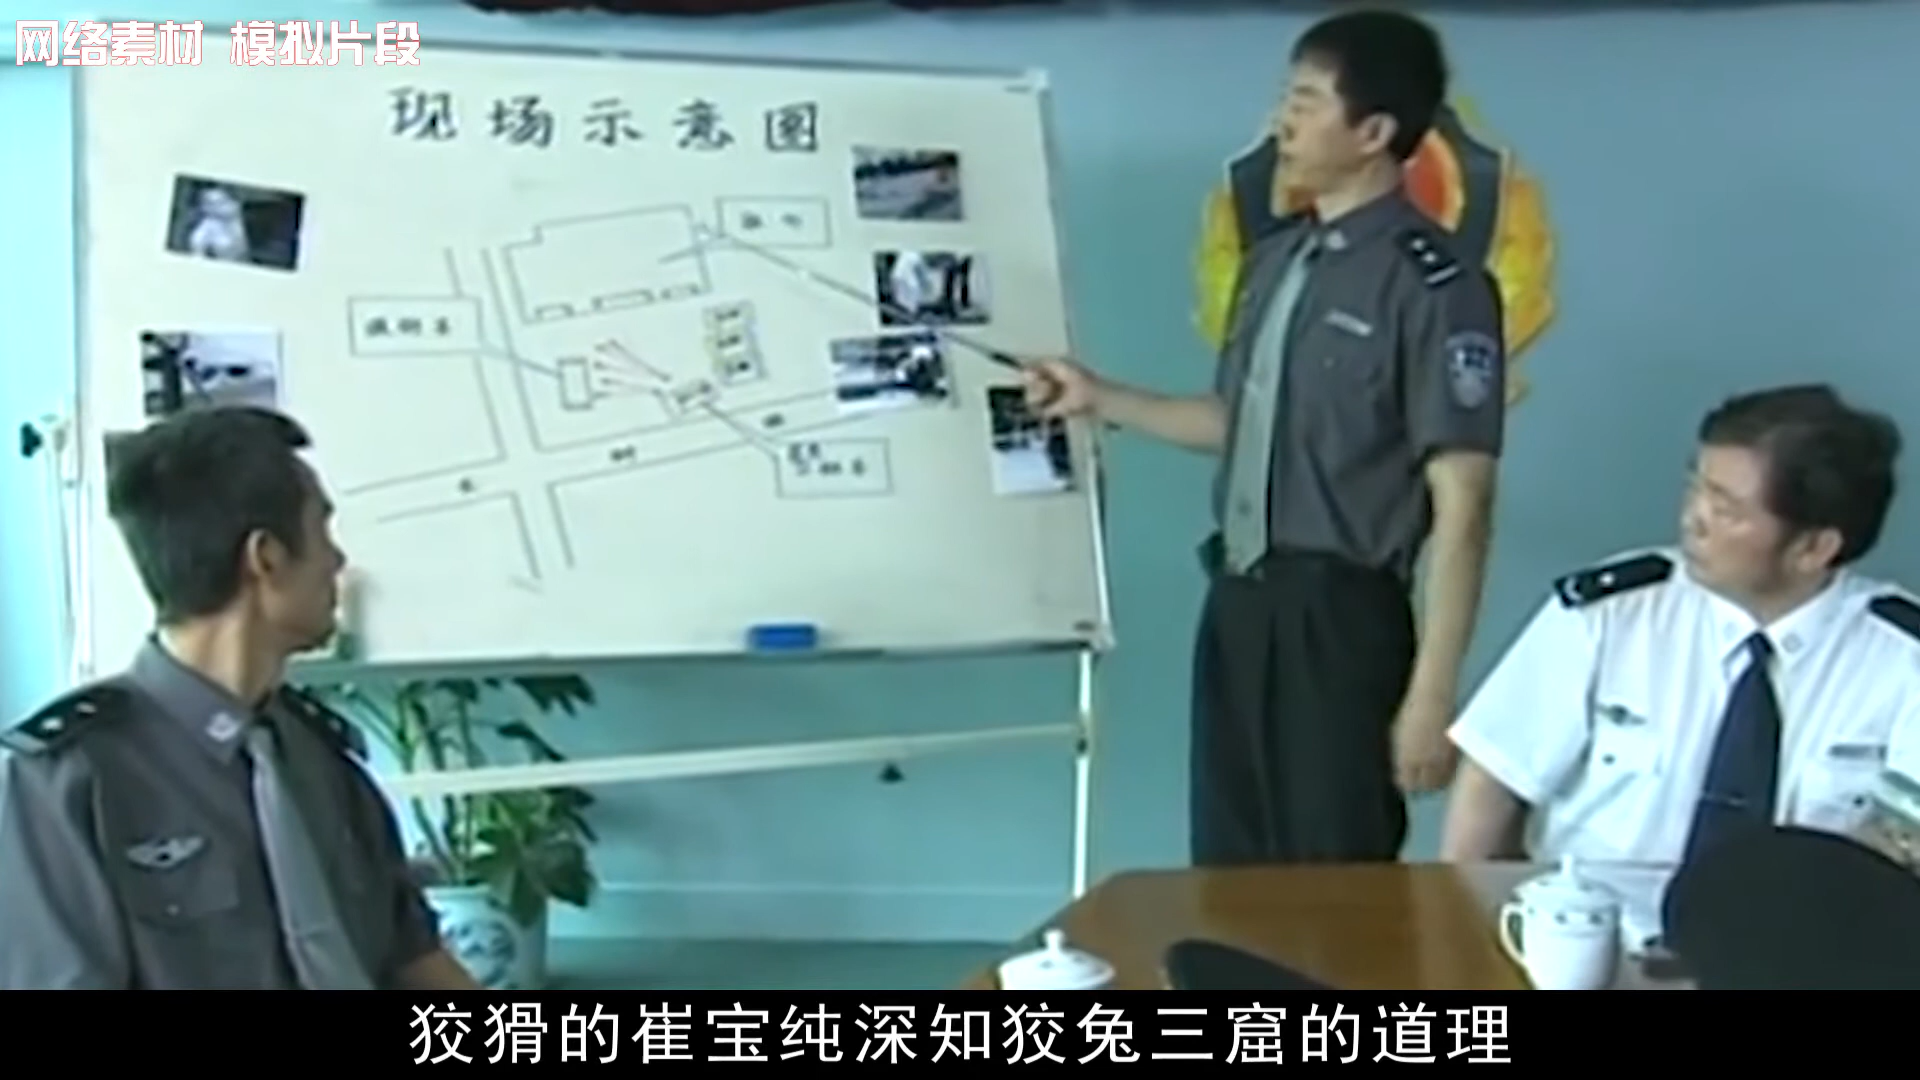 网络素材 模拟片段
现场示意图
狡猾的崔宝纯深知狡兔三窟的道理